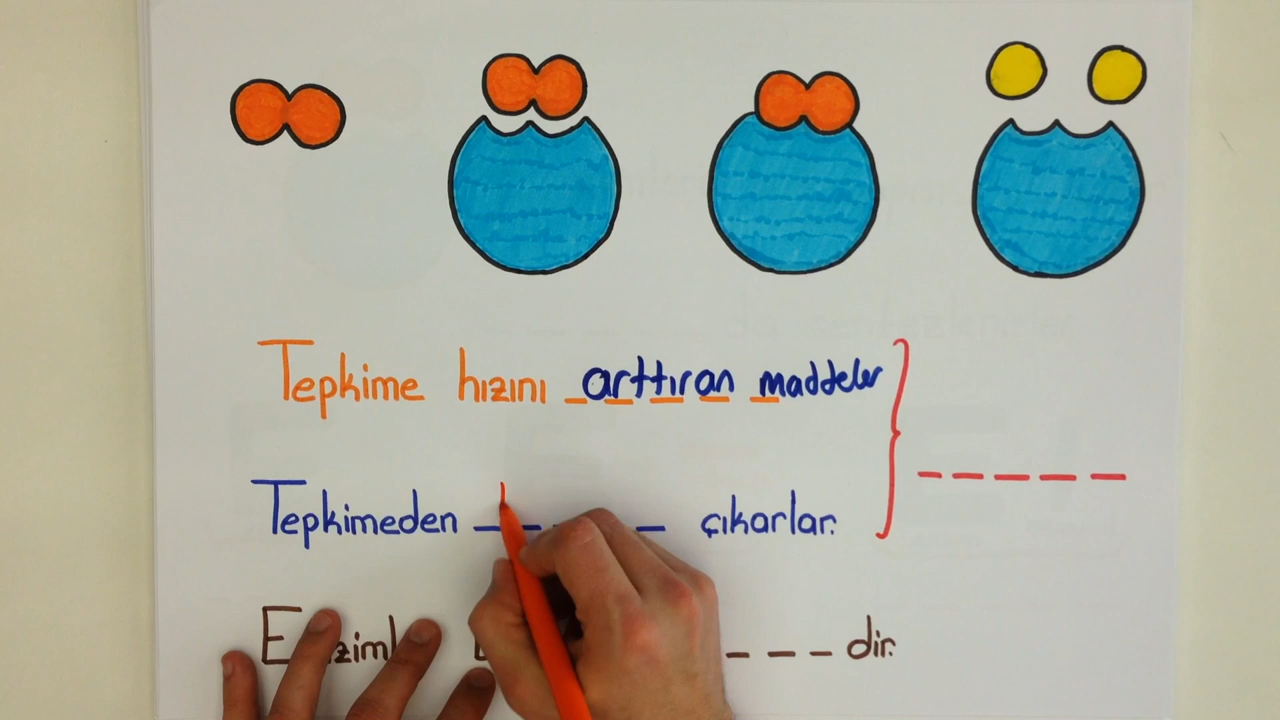 Tepkime hızını arttıran maddeler
Tepkimeden _ _ _ _ _ çıkarlar.
_ _ _ dir.